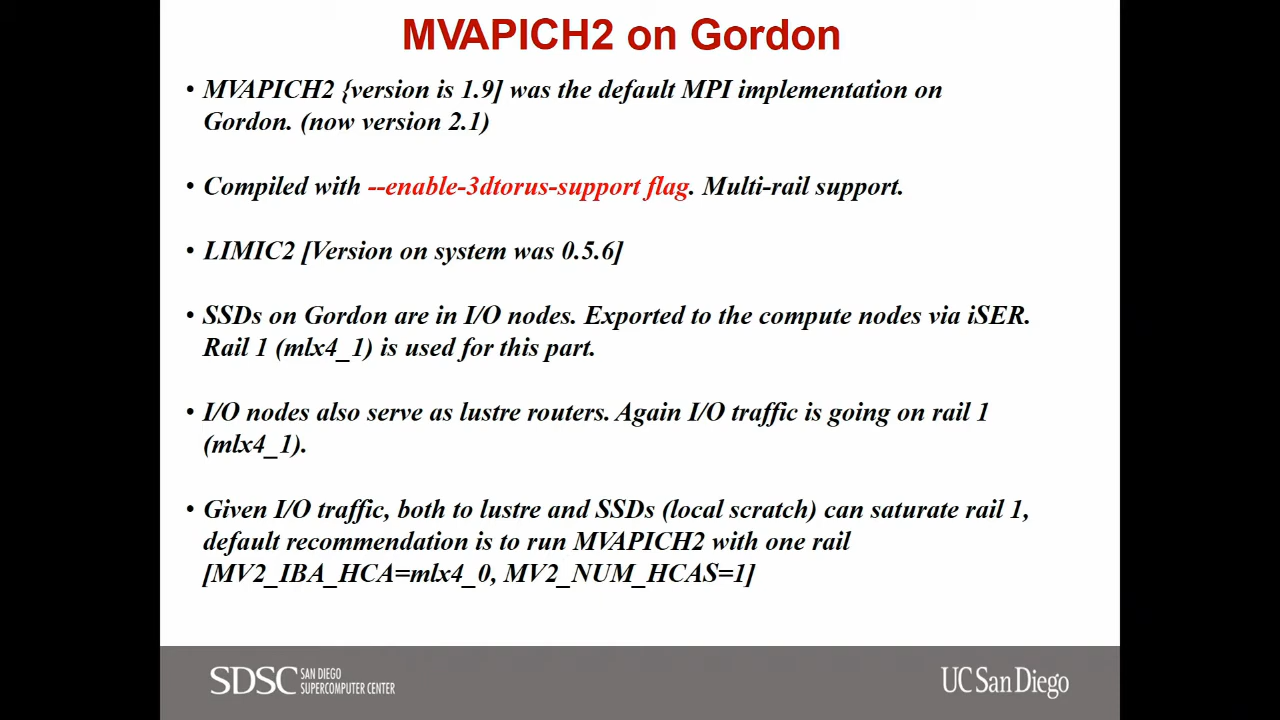 MVAPICH2 on Gordon
• MVAPICH2 {version is 1.9] was the default MPI implementation on
Gordon. (now version 2.1)
• Compiled with --enable-3dtorus-support flag. Multi-rail support.
• LIMIC2 [Version on system was 0.5.6]
• SSDs on Gordon are in I/O nodes. Exported to the compute nodes via iSER.
Rail 1 (mlx4_1) is used for this part.
• I/O nodes also serve as lustre routers. Again I/O traffic is going on rail 1
(mlx4_1).
• Given I/O traffic, both to lustre and SSDs (local scratch) can saturate rail 1,
default recommendation is to run MVAPICH2 with one rail
[MV2_IBA_HCA=mlx4_0, MV2_NUM_HCAS=1]
SDSC SAN DIEGO
SUPERCOMPUTER CENTER
UC San Diego